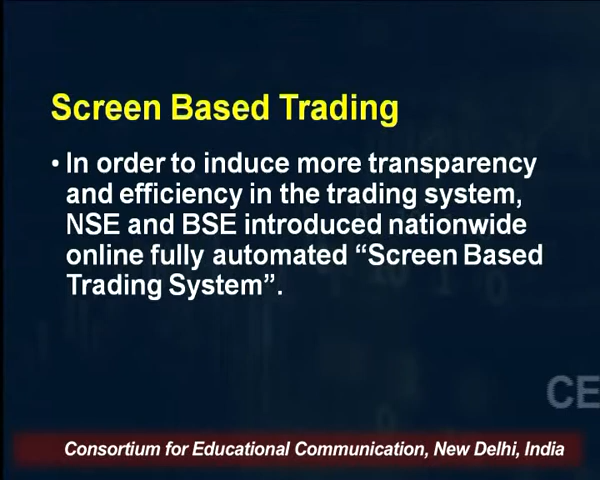 Screen Based Trading
• In order to induce more transparency
and efficiency in the trading system,
NSE and BSE introduced nationwide
online fully automated “Screen Based
Trading System”.
CE
Consortium for Educational Communication, New Delhi, India